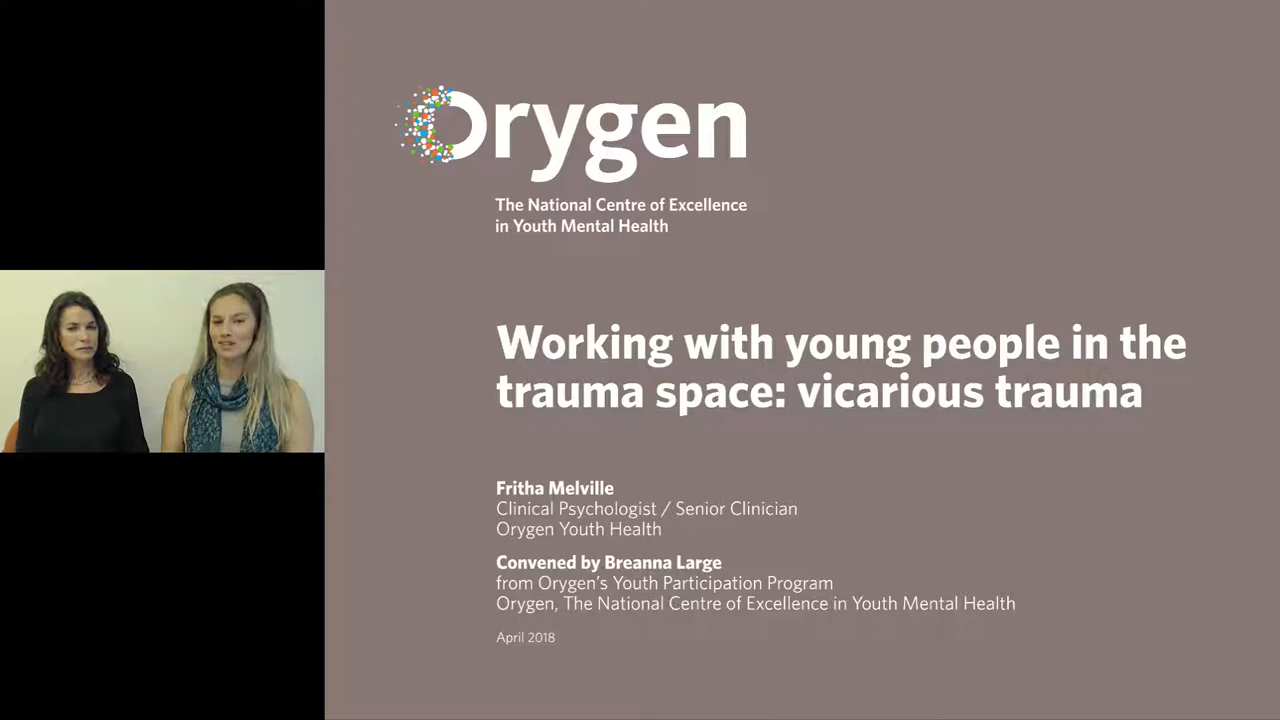 Orygen
The National Centre of Excellence
in Youth Mental Health
Working with young people in the
trauma space: vicarious trauma
Fritha Melville
Clinical Psychologist / Senior Clinician
Orygen Youth Health
Convened by Breanna Large
from Orygen’s Youth Participation Program
Orygen, The National Centre of Excellence in Youth Mental Health
April 2018